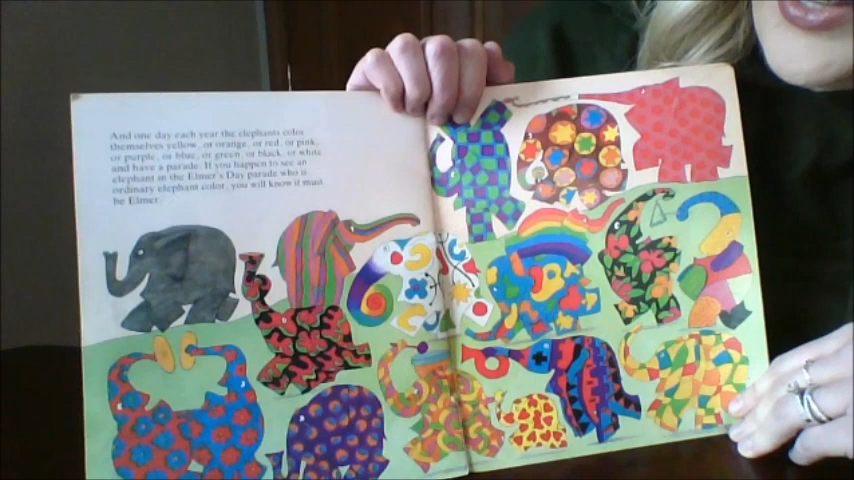 And one day each year the elephants color
themselves yellow, or orange, or red, or pink,
or purple, or blue, or green, or black, or white
and have a parade. If you happen to see an
elephant in the Elmer's Day parade who is
ordinary elephant color, you will know it must
be Elmer.